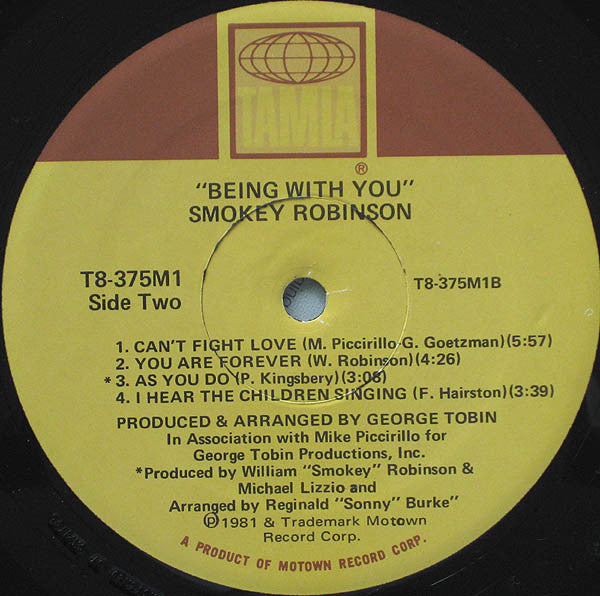 TAMLA
®
"BEING WITH YOU"
SMOKEY ROBINSON
T8-375M1
Side Two
T8-375M1B
1. CAN'T FIGHT LOVE (M. Piccirillo-G. Goetzman)(5:57)
2. YOU ARE FOREVER (W. Robinson)(4:26)
*3. AS YOU DO (P. Kingsbery)(3:08)
4. I HEAR THE CHILDREN SINGING (F. Hairston)(3:39)
PRODUCED & ARRANGED BY GEORGE TOBIN
In Association with Mike Piccirillo for
George Tobin Productions, Inc.
*Produced by William "Smokey" Robinson &
Michael Lizzio and
Arranged by Reginald "Sonny" Burke"
Ⓟ1981 & Trademark Motown
Record Corp.
A PRODUCT OF MOTOWN RECORD CORP.